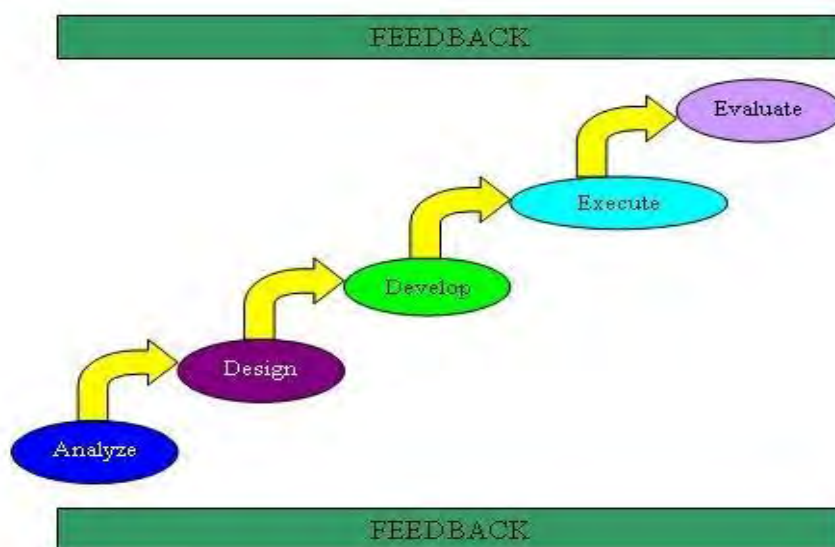 FEEDBACK
Evaluate
Execute
Develop
Design
Analyze
FEEDBACK